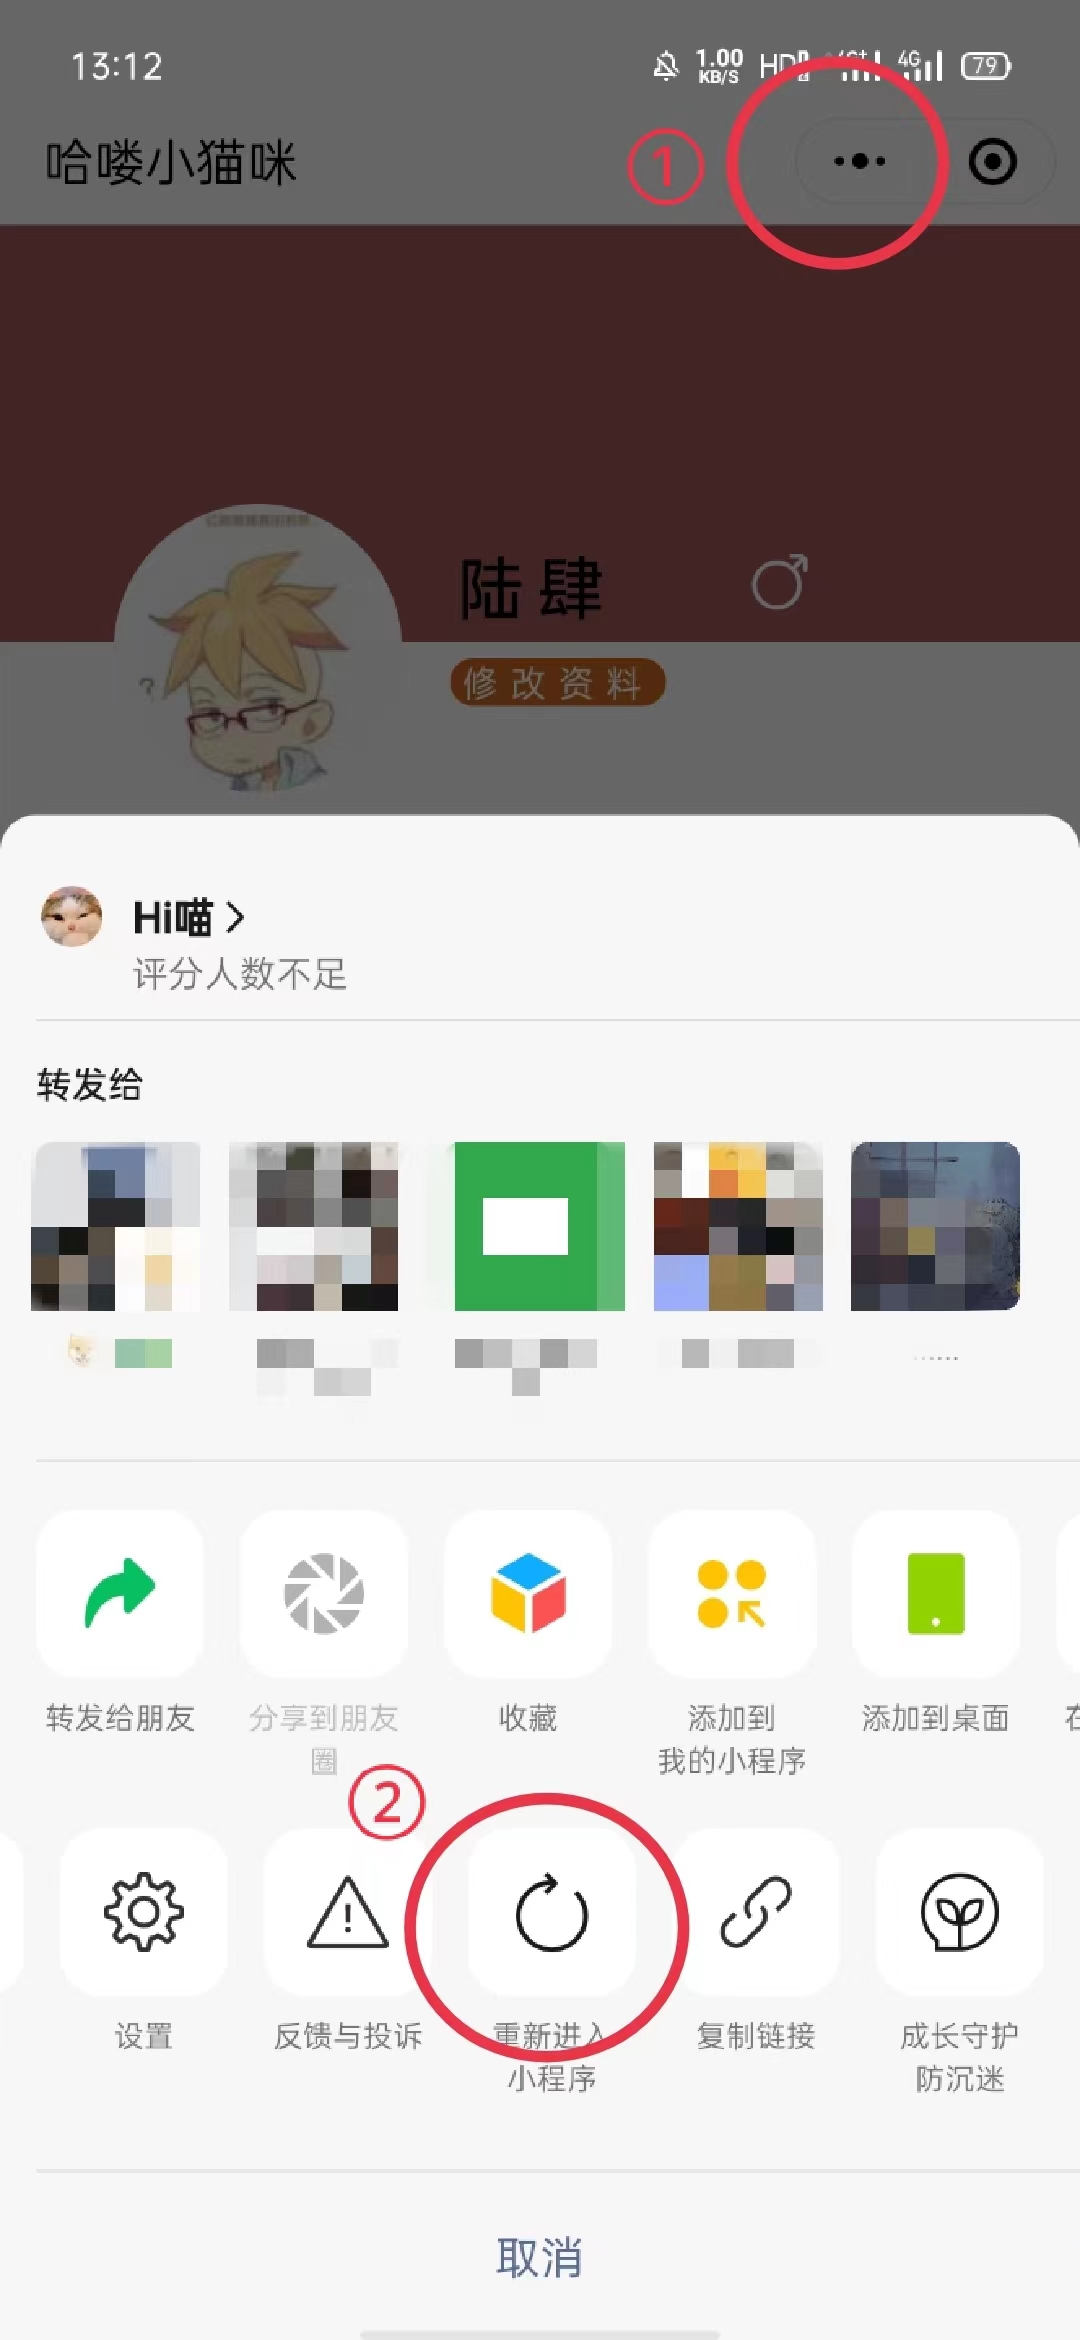 13:12
1.00
KB/S
HD
4G
79
哈喽小猫咪
①
陆肆
?
修改资料
Hi喵
评分人数不足
转发给
......
转发给朋友
分享到朋友
圈
收藏
添加到
我的小程序
添加到桌面
在
②
设置
反馈与投诉
重新进入
小程序
复制链接
成长守护
防沉迷
取消